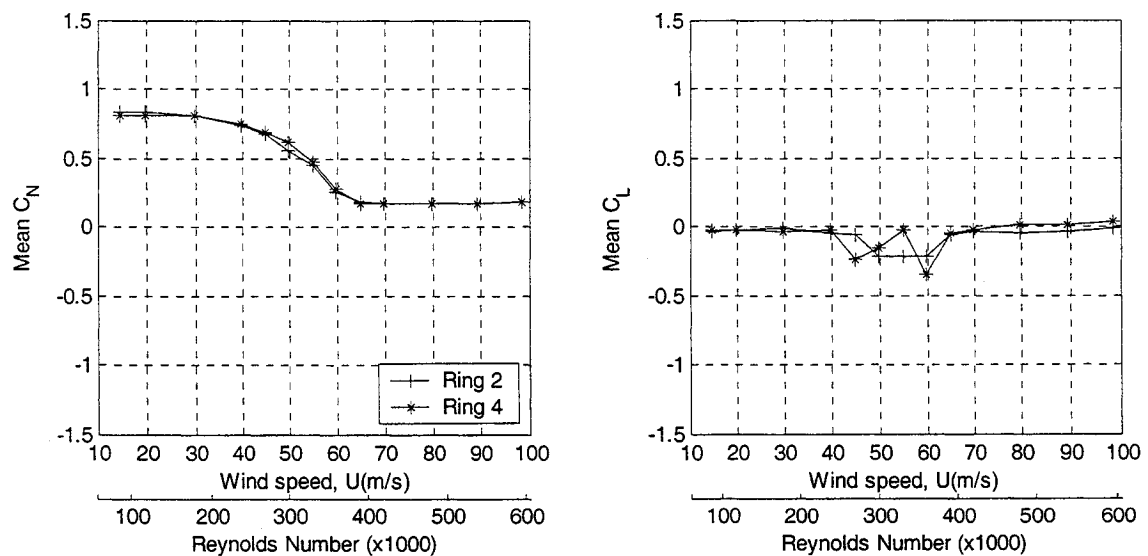 1.5
1
0.5
0
-0.5
-1
-1.5
Mean C_N
Ring 2
Ring 4
10 20 30 40 50 60 70 80 90 100
Wind speed, U(m/s)
100 200 300 400 500 600
Reynolds Number (x1000)
1.5
1
0.5
0
-0.5
-1
-1.5
Mean C_L
10 20 30 40 50 60 70 80 90 100
Wind speed, U(m/s)
100 200 300 400 500 600
Reynolds Number (x1000)